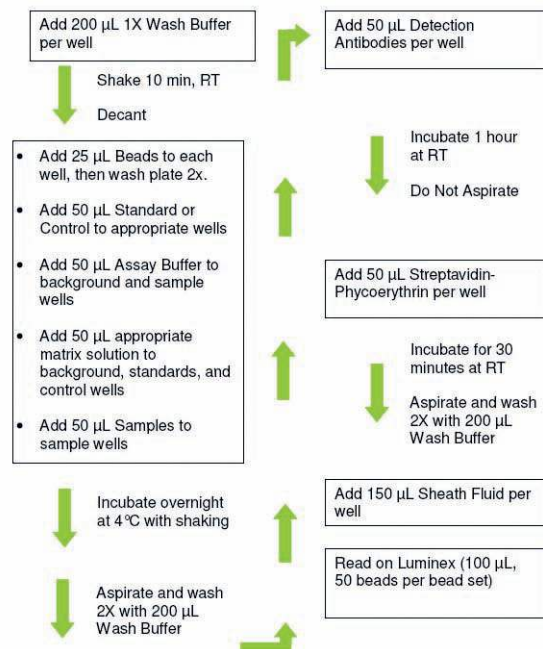 Add 200 µL 1X Wash Buffer
per well
Shake 10 min, RT
Decant
• Add 25 µL Beads to each
well, then wash plate 2x.
• Add 50 µL Standard or
Control to appropriate wells
• Add 50 µL Assay Buffer to
background and sample
wells
• Add 50 µL appropriate
matrix solution to
background, standards, and
control wells
• Add 50 µL Samples to
sample wells
Incubate overnight
at 4°C with shaking
Aspirate and wash
2X with 200 µL
Wash Buffer
Add 50 µL Detection
Antibodies per well
Incubate 1 hour
at RT
Do Not Aspirate
Add 50 µL Streptavidin-
Phycoerythrin per well
Incubate for 30
minutes at RT
Aspirate and wash
2X with 200 µL
Wash Buffer
Add 150 µL Sheath Fluid per
well
Read on Luminex (100 µL,
50 beads per bead set)